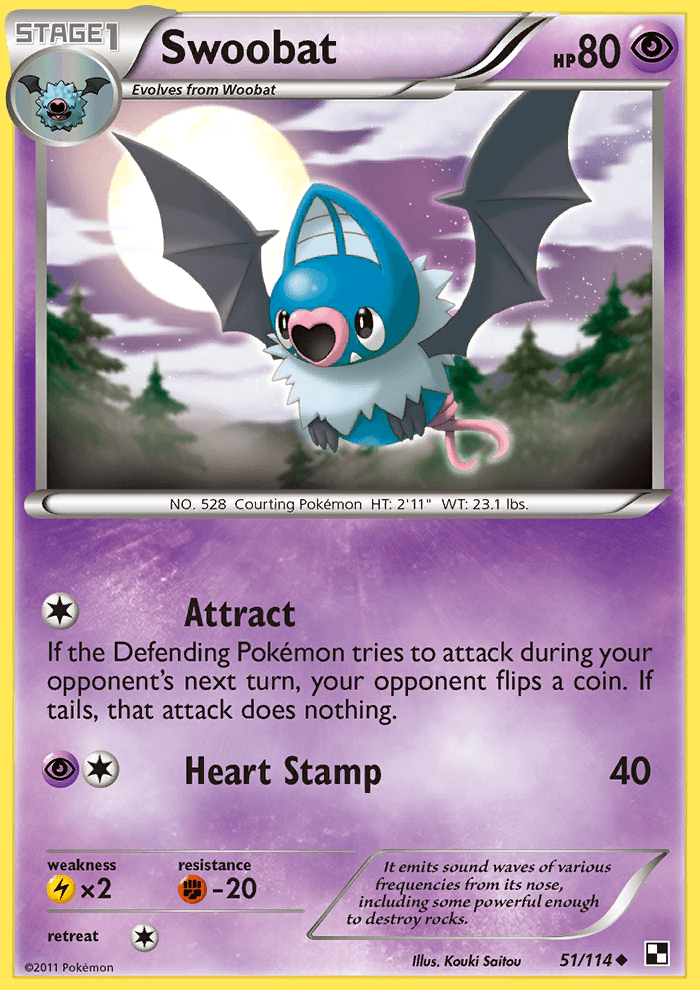 STAGE1
Swoobat
HP80
Evolves from Woobat
NO. 528 Courting Pokémon HT: 2'11" WT: 23.1 lbs.
Attract
If the Defending Pokémon tries to attack during your
opponent's next turn, your opponent flips a coin. If
tails, that attack does nothing.
Heart Stamp 40
weakness
×2
resistance
-20
retreat
It emits sound waves of various
frequencies from its nose,
including some powerful enough
to destroy rocks.
©2011 Pokémon
Illus. Kouki Saitou
51/114